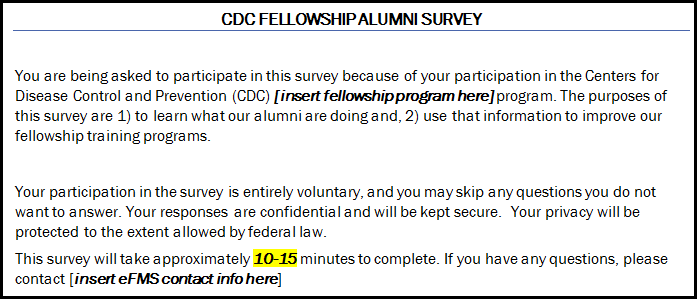 CDC FELLOWSHIP ALUMNI SURVEY
You are being asked to participate in this survey because of your participation in the Centers for
Disease Control and Prevention (CDC) [insert fellowship program here] program. The purposes of
this survey are 1) to learn what our alumni are doing and, 2) use that information to improve our
fellowship training programs.
Your participation in the survey is entirely voluntary, and you may skip any questions you do not
want to answer. Your responses are confidential and will be kept secure. Your privacy will be
protected to the extent allowed by federal law.
This survey will take approximately 10-15 minutes to complete. If you have any questions, please
contact [insert eFMS contact info here]